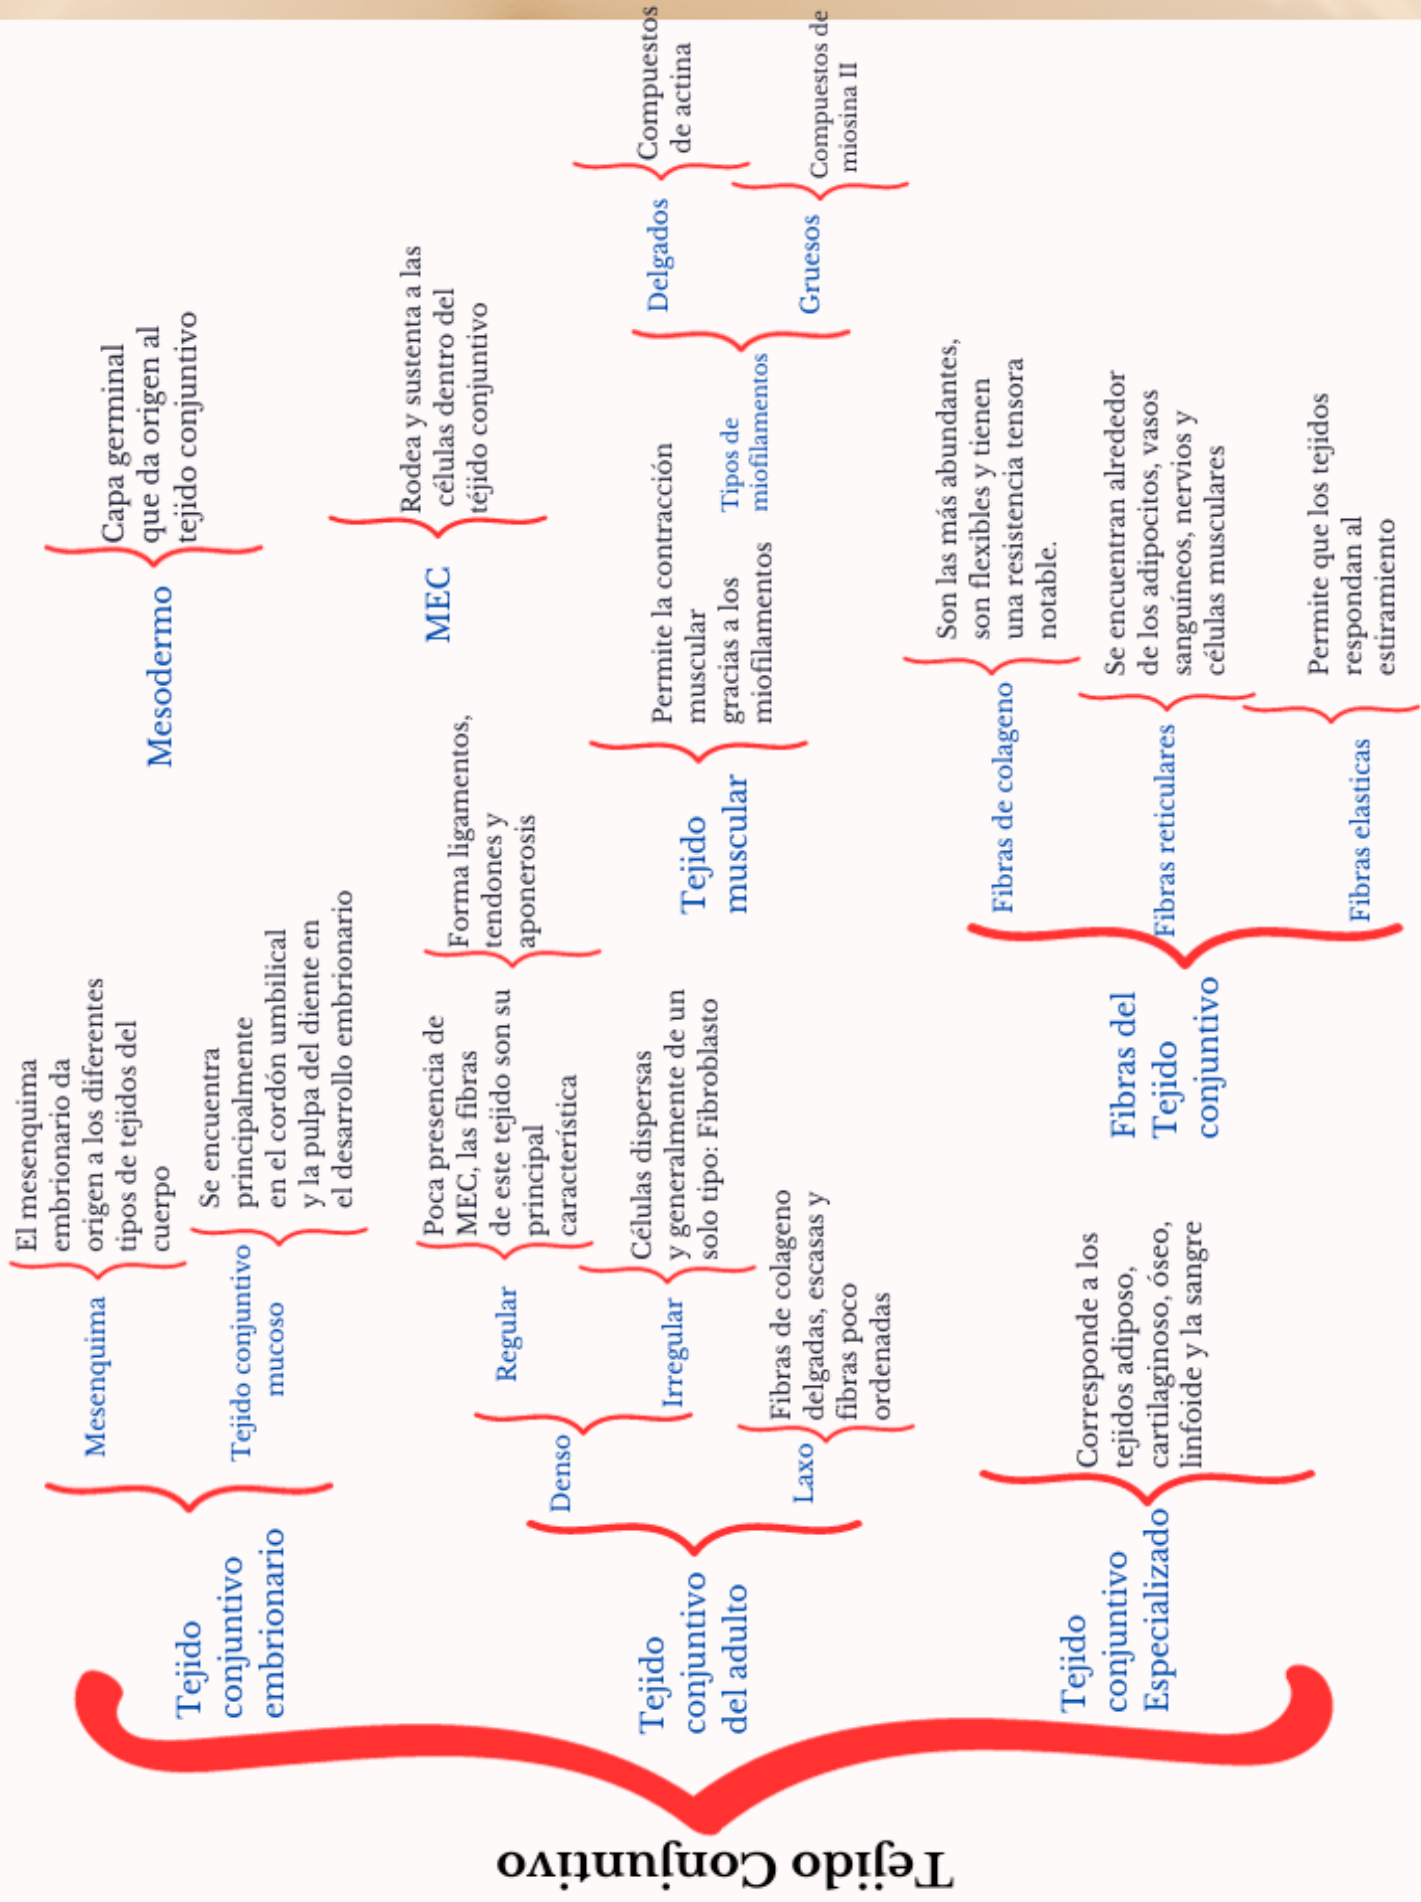 Tejido Conjuntivo
Tejido
conjuntivo
embrionario
Mesenquima
El mesenquima
embrionario da
origen a los diferentes
tipos de tejidos del
cuerpo
Tejido conjuntivo
mucoso
Se encuentra
principalmente
en el cordón umbilical
y la pulpa del diente en
el desarrollo embrionario
Tejido
conjuntivo
del adulto
Denso
Regular
Poca presencia de
MEC, las fibras
de este tejido son su
principal
característica
Forma ligamentos,
tendones y
aponerosis
Irregular
Células dispersas
y generalmente de un
solo tipo: Fibroblasto
Laxo
Fibras de colageno
delgadas, escasas y
fibras poco
ordenadas
Tejido
conjuntivo
Especializado
Corresponde a los
tejidos adiposo,
cartilaginoso, óseo,
linfoide y la sangre
Mesodermo
Capa germinal
que da origen al
tejido conjuntivo
MEC
Rodea y sustenta a las
células dentro del
téjido conjuntivo
Tejido
muscular
Permite la contracción
muscular
gracias a los
miofilamentos
Tipos de
miofilamentos
Delgados
Compuestos
de actina
Gruesos
Compuestos de
miosina II
Fibras del
Tejido
conjuntivo
Fibras de colageno
Son las más abundantes,
son flexibles y tienen
una resistencia tensora
notable.
Fibras reticulares
Se encuentran alrededor
de los adipocitos, vasos
sanguíneos, nervios y
células musculares
Fibras elasticas
Permite que los tejidos
respondan al
estiramiento